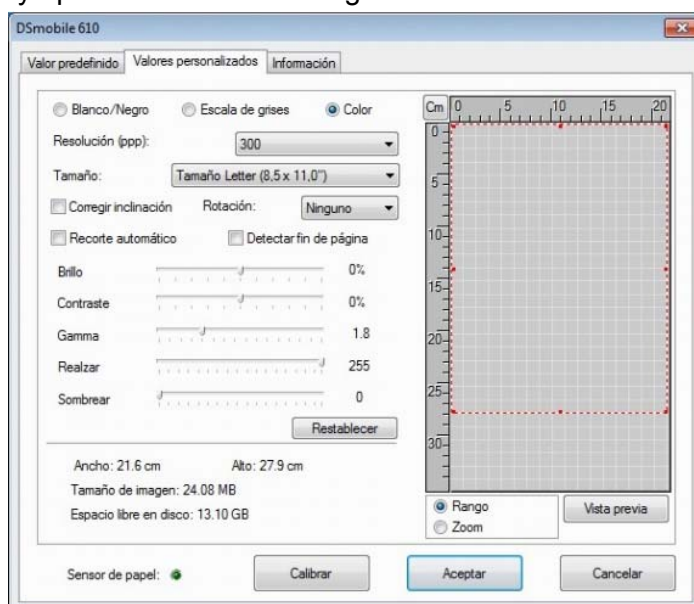 DSmobile 610
Valor predefinido Valores personalizados Información
Blanco/Negro Escala de grises Color
Resolución (ppp): 300
Tamaño: Tamaño Letter (8,5 x 11,0")
Corregir inclinación Rotación: Ninguno
Recorte automático Detectar fin de página
Brillo 0%
Contraste 0%
Gamma 1.8
Realzar 255
Sombrear 0
Restablecer
Ancho: 21.6 cm Alto: 27.9 cm
Tamaño de imagen: 24.08 MB
Espacio libre en disco: 13.10 GB
Cm 0 5 10 15 20
0
5
10
15
20
25
30
Rango
Zoom
Vista previa
Sensor de papel: Calibrar Aceptar Cancelar